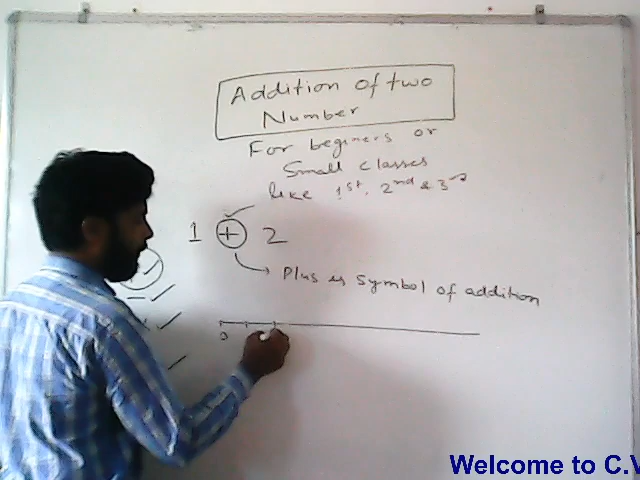 Addition of two
Number
For beginers or
Small classes
like 1st, 2nd & 3rd
1 + 2
Plus is Symbol of addition
0
Welcome to C.V